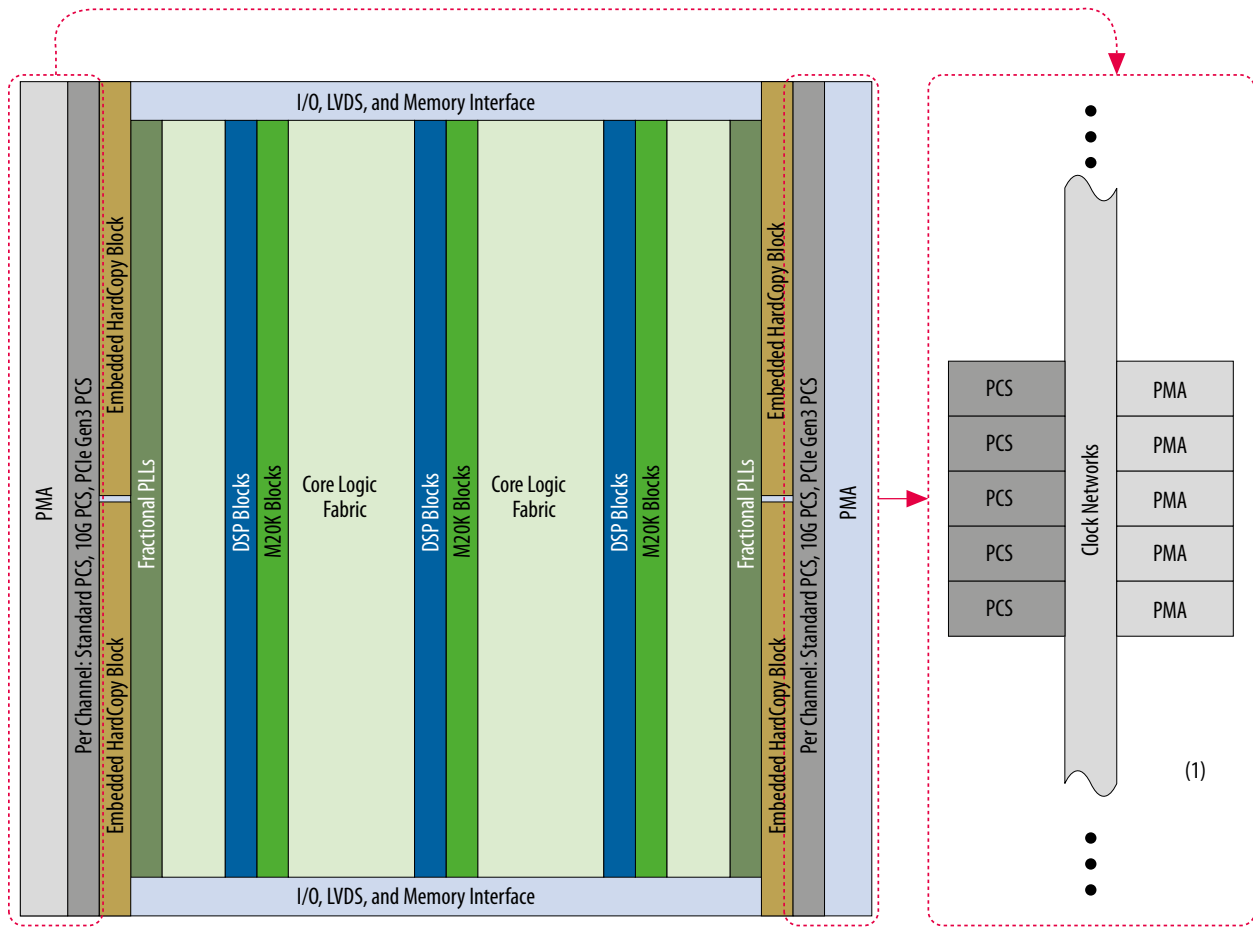 I/O, LVDS, and Memory Interface
PMA
Per Channel: Standard PCS, 10G PCS, PCIe Gen3 PCS
Embedded HardCopy Block
Embedded HardCopy Block
Fractional PLLs
DSP Blocks
M20K Blocks
Core Logic
Fabric
DSP Blocks
M20K Blocks
Core Logic
Fabric
DSP Blocks
M20K Blocks
Fractional PLLs
Embedded HardCopy Block
Embedded HardCopy Block
Per Channel: Standard PCS, 10G PCS, PCIe Gen3 PCS
PMA
I/O, LVDS, and Memory Interface
PCS
PMA
PCS
PMA
PCS
PMA
PCS
PMA
PCS
PMA
Clock Networks
(1)